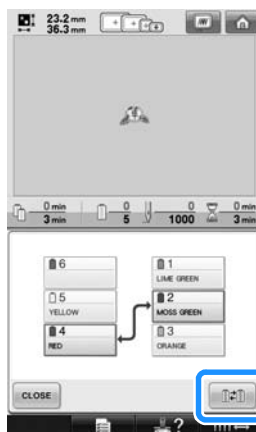 23.2 mm
36.3 mm
0 min
3 min
0
5
0
1000
0 min
3 min
6
1
LIME GREEN
5
YELLOW
2
MOSS GREEN
4
RED
3
ORANGE
CLOSE
?